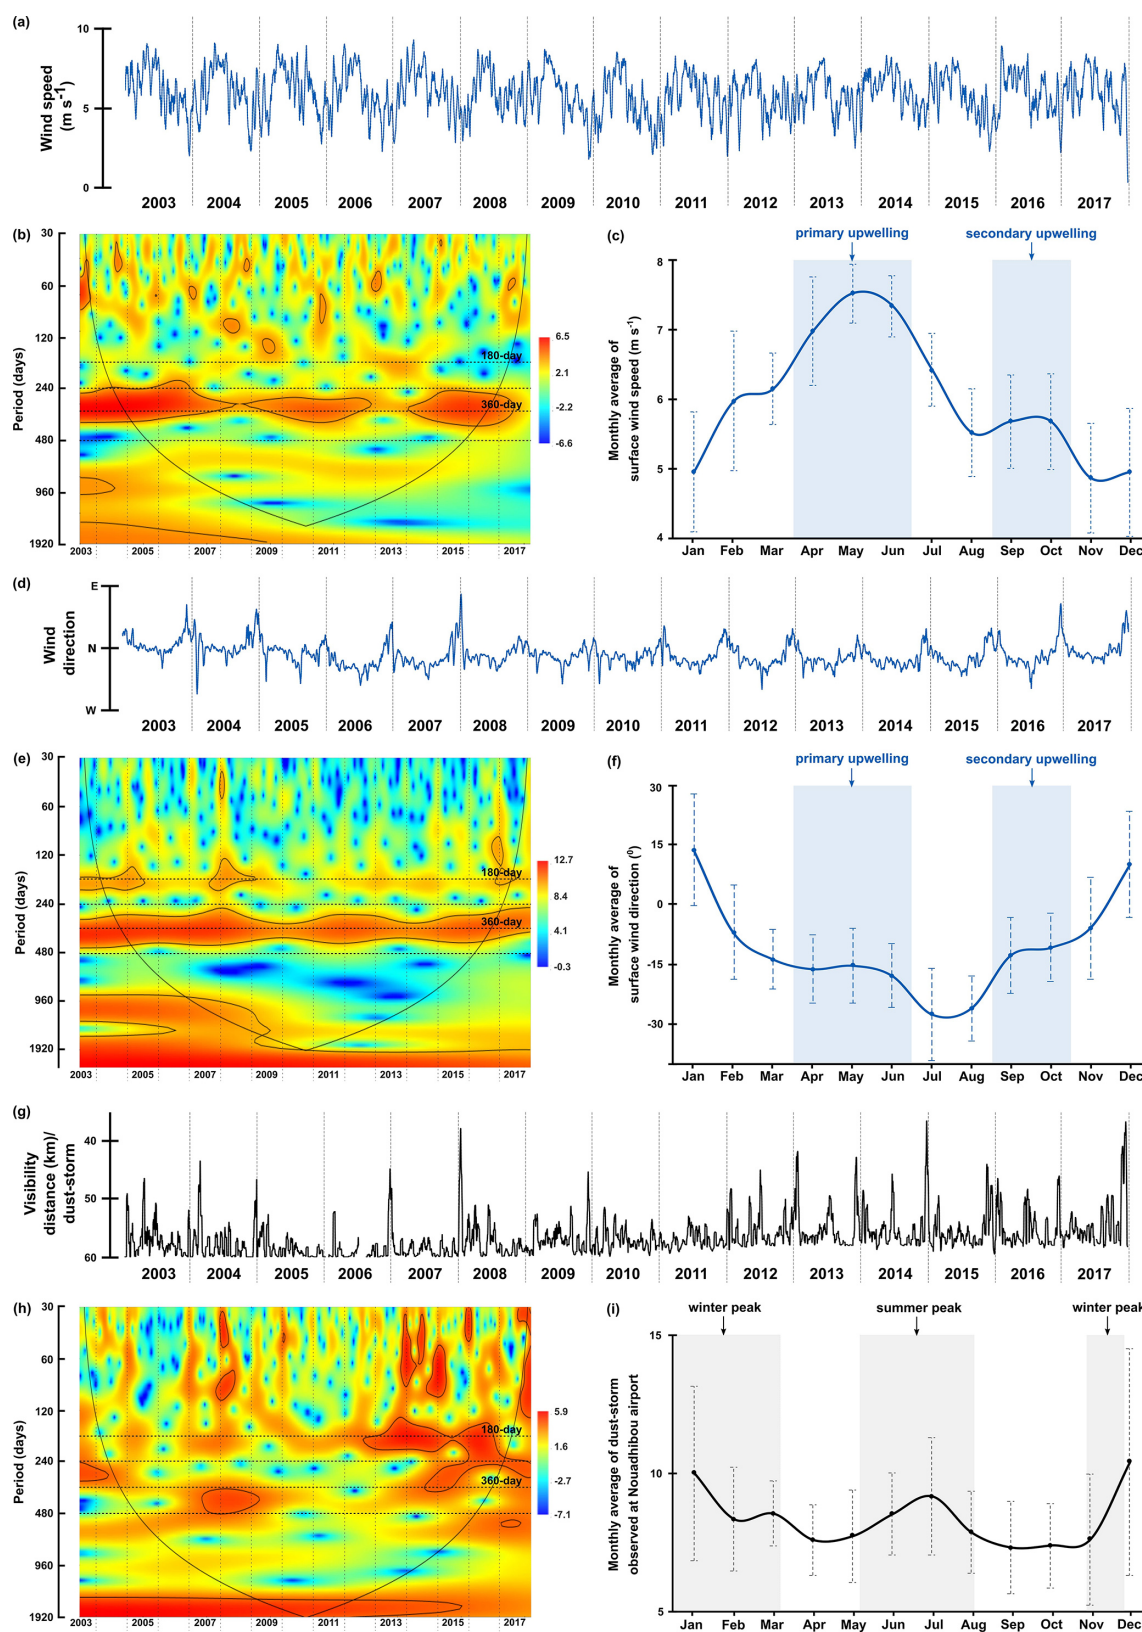 (a)
10
5
0
Wind speed
(m s-1)
2003 2004 2005 2006 2007 2008 2009 2010 2011 2012 2013 2014 2015 2016 2017
(b)
30
60
120
240
480
960
1920
Period (days)
180-day
360-day
2003 2005 2007 2009 2011 2013 2015 2017
6.5
2.1
-2.2
-6.6
(c)
primary upwelling
secondary upwelling
8
7
6
5
4
Monthly average of
surface wind speed (m s-1)
Jan Feb Mar Apr May Jun Jul Aug Sep Oct Nov Dec
(d)
E
N
W
Wind
direction
2003 2004 2005 2006 2007 2008 2009 2010 2011 2012 2013 2014 2015 2016 2017
(e)
30
60
120
240
480
960
1920
Period (days)
180-day
360-day
2003 2005 2007 2009 2011 2013 2015 2017
12.7
8.4
4.1
-0.3
(f)
primary upwelling
secondary upwelling
30
15
0
-15
-30
Monthly average of
surface wind direction (0)
Jan Feb Mar Apr May Jun Jul Aug Sep Oct Nov Dec
(g)
40
50
60
Visibility
distance (km)/
dust-storm
2003 2004 2005 2006 2007 2008 2009 2010 2011 2012 2013 2014 2015 2016 2017
(h)
30
60
120
240
480
960
1920
Period (days)
180-day
360-day
2003 2005 2007 2009 2011 2013 2015 2017
5.9
1.6
-2.7
-7.1
(i)
winter peak
summer peak
winter peak
15
10
5
Monthly average of dust-storm
observed at Nouadhibou airport
Jan Feb Mar Apr May Jun Jul Aug Sep Oct Nov Dec